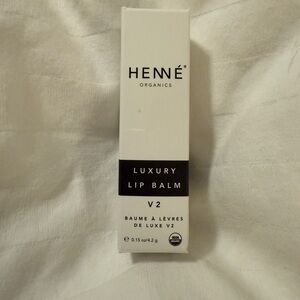 HENNÉ®
ORGANICS
LUXURY
LIP BALM
V2
BAUME À LÈVRES
DE LUXE V2
℮ 0.15 oz/4.2 g